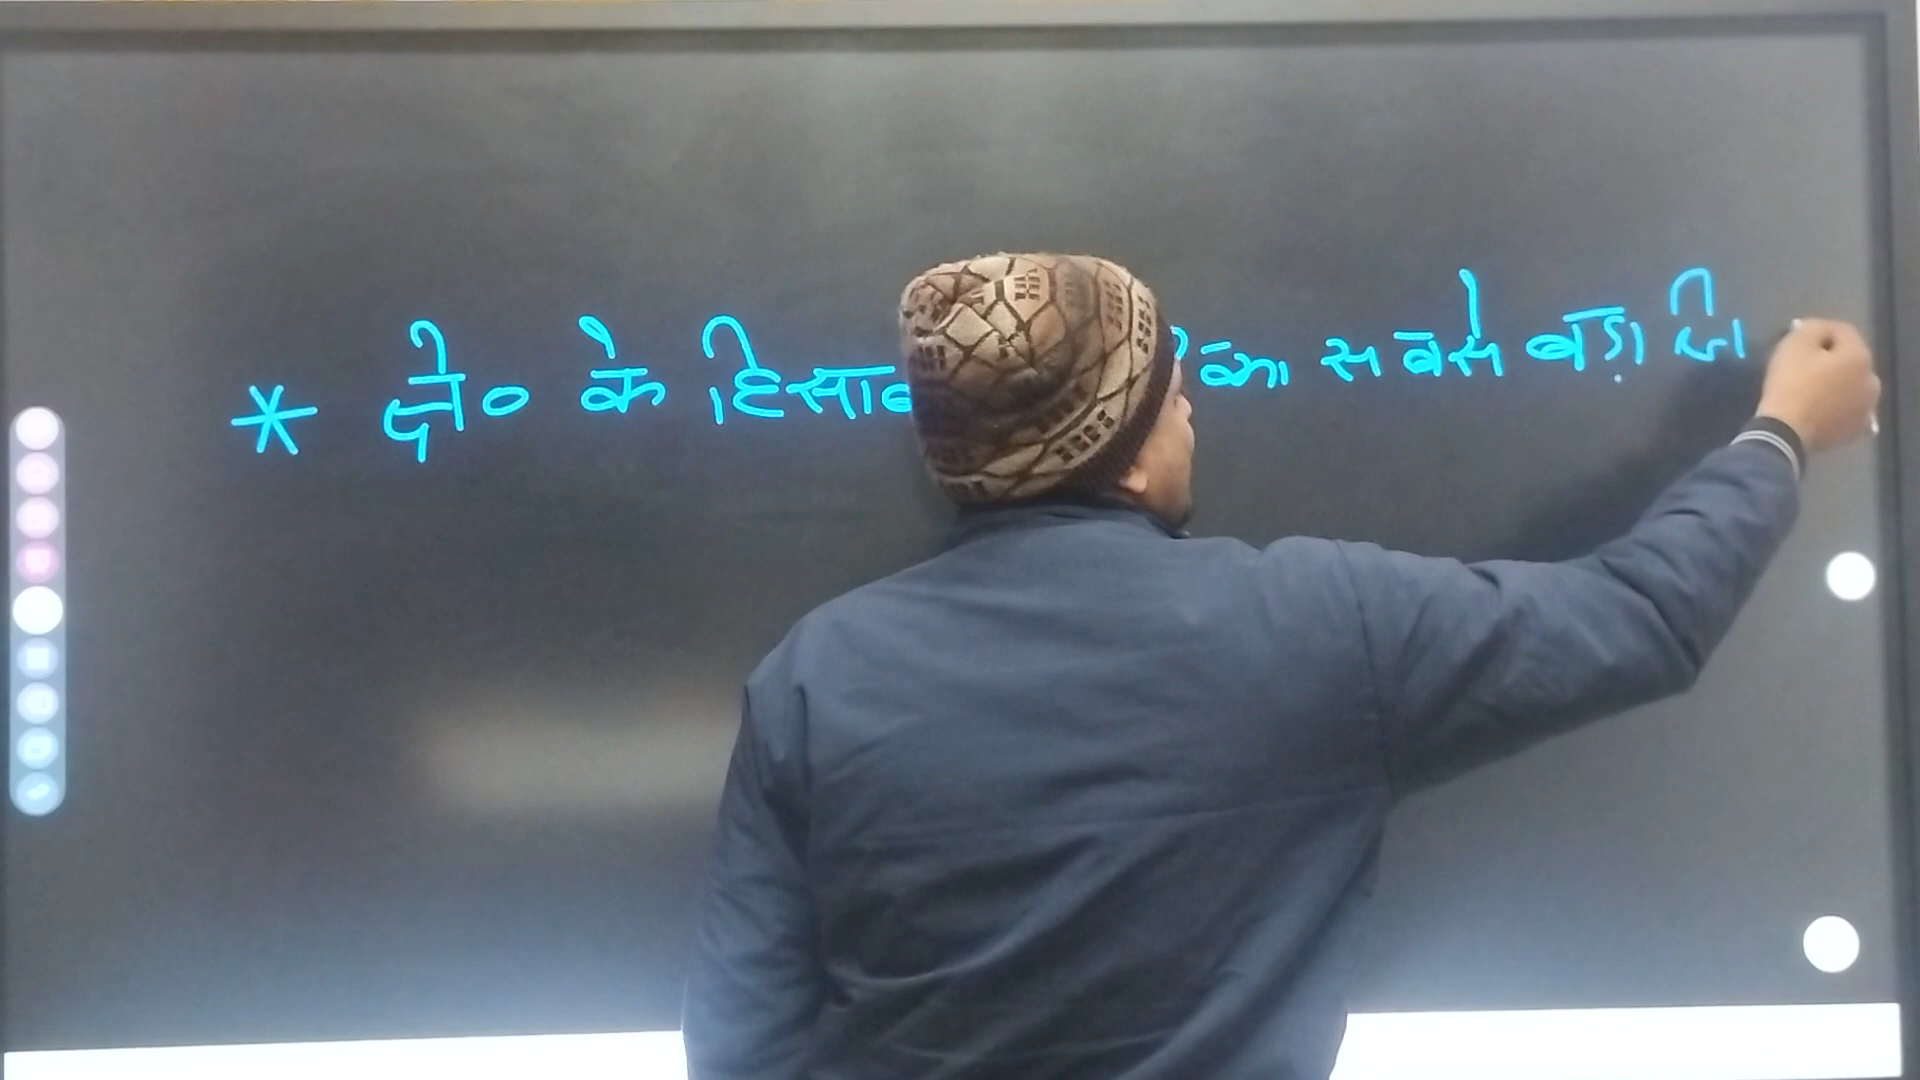 * क्षे० के हिसाब का सबसे बड़ा जि